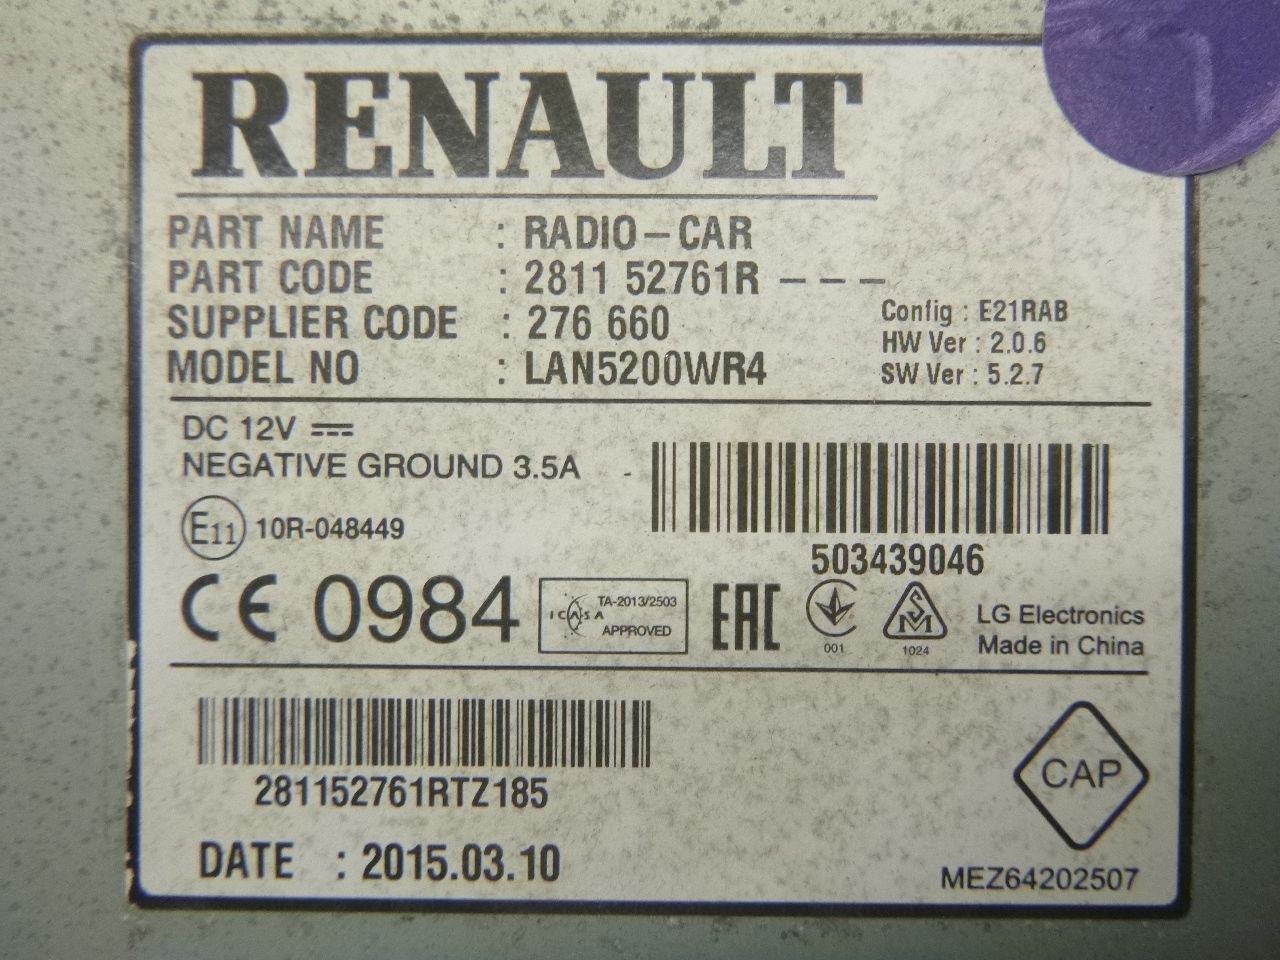 RENAULT
PART NAME : RADIO-CAR
PART CODE : 2811 52761R - - -
SUPPLIER CODE : 276 660
MODEL NO : LAN5200WR4
Config : E21RAB
HW Ver : 2.0.6
SW Ver : 5.2.7
DC 12V
NEGATIVE GROUND 3.5A -
E11 10R-048449
503439046
CE 0984
ICASA TA-2013/2503
APPROVED
EAC
001
SM
1024
LG Electronics
Made in China
281152761RTZ185
DATE : 2015.03.10
CAP
MEZ64202507